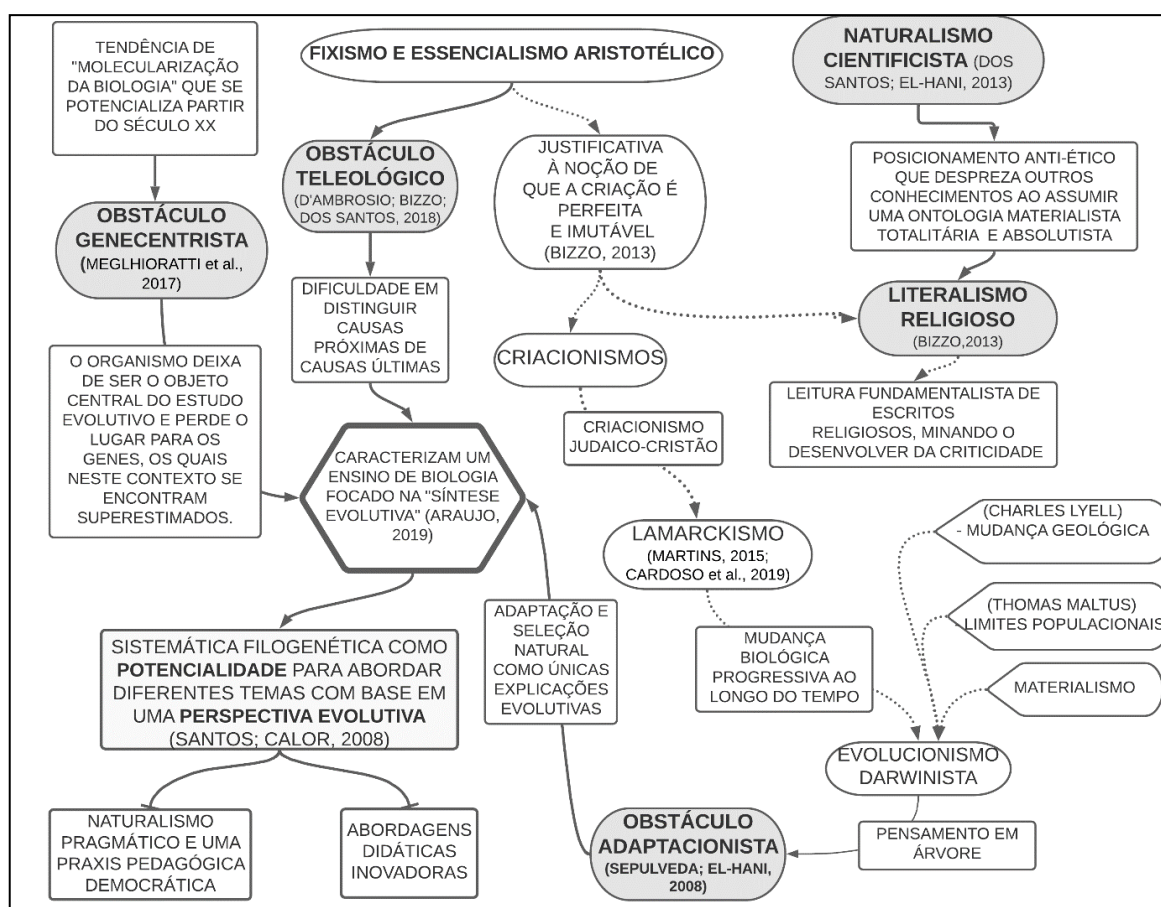 TENDÊNCIA DE
"MOLECULARIZAÇÃO
DA BIOLOGIA" QUE SE
POTENCIALIZA PARTIR
DO SÉCULO XX
FIXISMO E ESSENCIALISMO ARISTOTÉLICO
NATURALISMO
CIENTIFICISTA (DOS
SANTOS; EL-HANI, 2013)
OBSTÁCULO
TELEOLÓGICO
(D'AMBROSIO; BIZZO;
DOS SANTOS, 2018)
JUSTIFICATIVA
À NOÇÃO DE
QUE A CRIAÇÃO É
PERFEITA
E IMUTÁVEL
(BIZZO, 2013)
POSICIONAMENTO ANTI-ÉTICO
QUE DESPREZA OUTROS
CONHECIMENTOS AO ASSUMIR
UMA ONTOLOGIA MATERIALISTA
TOTALITÁRIA E ABSOLUTISTA
OBSTÁCULO
GENECENTRISTA
(MEGLHIORATTI et al.,
2017)
DIFICULDADE EM
DISTINGUIR
CAUSAS
PRÓXIMAS DE
CAUSAS ÚLTIMAS
LITERALISMO
RELIGIOSO
(BIZZO,2013)
CRIACIONISMOS
O ORGANISMO DEIXA
DE SER O OBJETO
CENTRAL DO ESTUDO
EVOLUTIVO E PERDE O
LUGAR PARA OS
GENES, OS QUAIS
NESTE CONTEXTO SE
ENCONTRAM
SUPERESTIMADOS.
LEITURA FUNDAMENTALISTA DE
ESCRITOS
RELIGIOSOS, MINANDO O
DESENVOLVER DA CRITICIDADE
CRIACIONISMO
JUDAICO-CRISTÃO
CARACTERIZAM UM
ENSINO DE BIOLOGIA
FOCADO NA "SÍNTESE
EVOLUTIVA" (ARAUJO,
2019)
LAMARCKISMO
(MARTINS, 2015;
CARDOSO et al., 2019)
(CHARLES LYELL)
- MUDANÇA GEOLÓGICA
(THOMAS MALTUS)
- LIMITES POPULACIONAIS
MATERIALISMO
ADAPTAÇÃO E
SELEÇÃO
NATURAL
COMO ÚNICAS
EXPLICAÇÕES
EVOLUTIVAS
MUDANÇA
BIOLÓGICA
PROGRESSIVA AO
LONGO DO TEMPO
SISTEMÁTICA FILOGENÉTICA COMO
POTENCIALIDADE PARA ABORDAR
DIFERENTES TEMAS COM BASE EM
UMA PERSPECTIVA EVOLUTIVA
(SANTOS; CALOR, 2008)
EVOLUCIONISMO
DARWINISTA
NATURALISMO
PRAGMÁTICO E UMA
PRAXIS PEDAGÓGICA
DEMOCRÁTICA
ABORDAGENS
DIDÁTICAS
INOVADORAS
OBSTÁCULO
ADAPTACIONISTA
(SEPULVEDA; EL-HANI,
2008)
PENSAMENTO EM
ÁRVORE